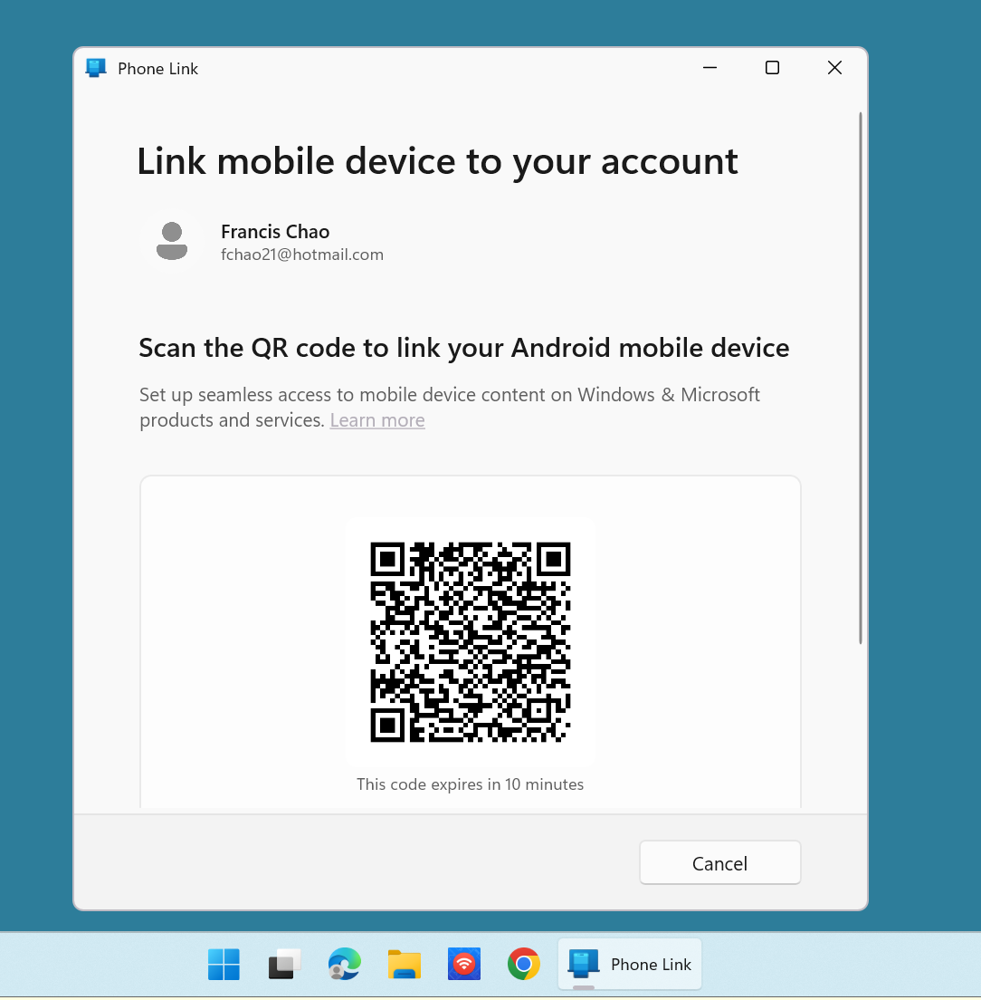 Phone Link
Link mobile device to your account
Francis Chao
fchao21@hotmail.com
Scan the QR code to link your Android mobile device
Set up seamless access to mobile device content on Windows & Microsoft
products and services. Learn more
This code expires in 10 minutes
Cancel
Phone Link